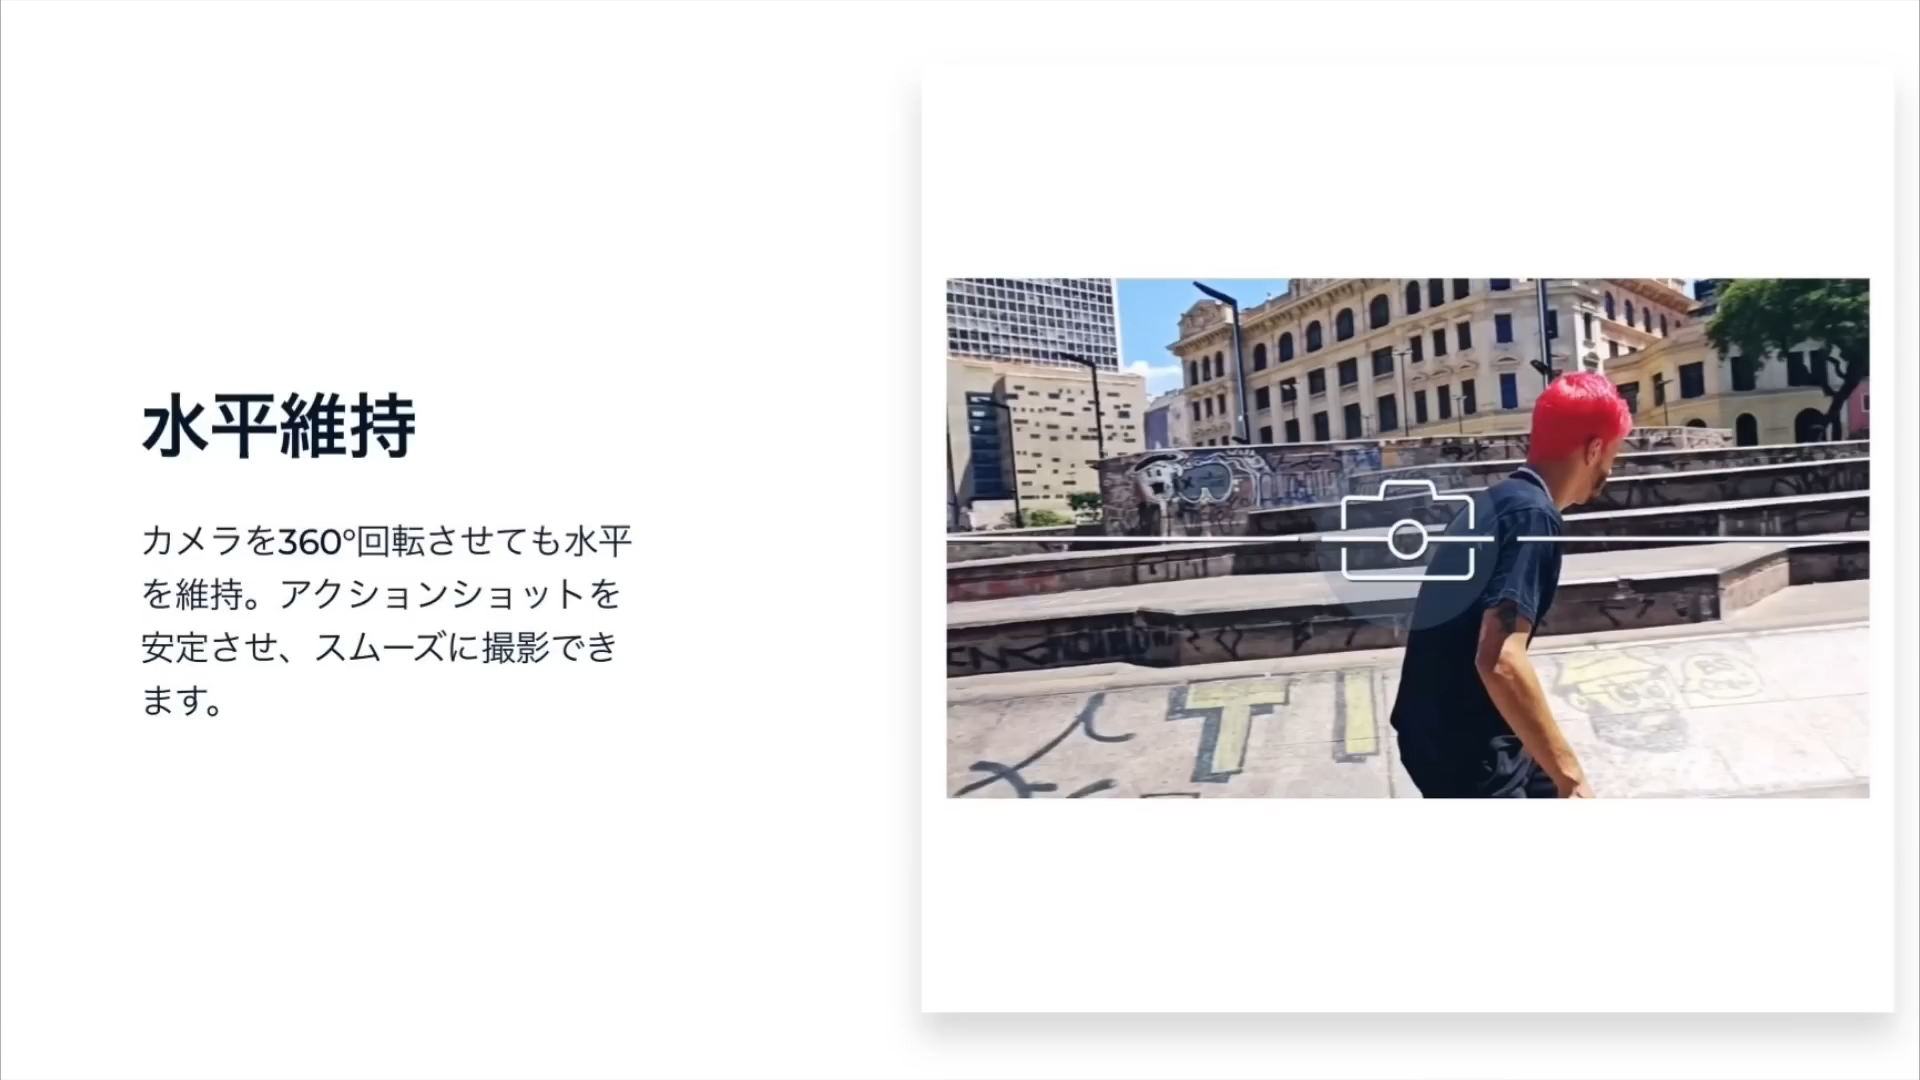 水平維持
カメラを360°回転させても水平
を維持。アクションショットを
安定させ、スムーズに撮影でき
ます。
TI